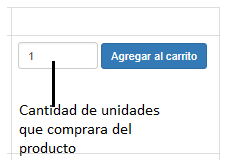 1
Agregar al carrito
Cantidad de unidades
que comprara del
producto